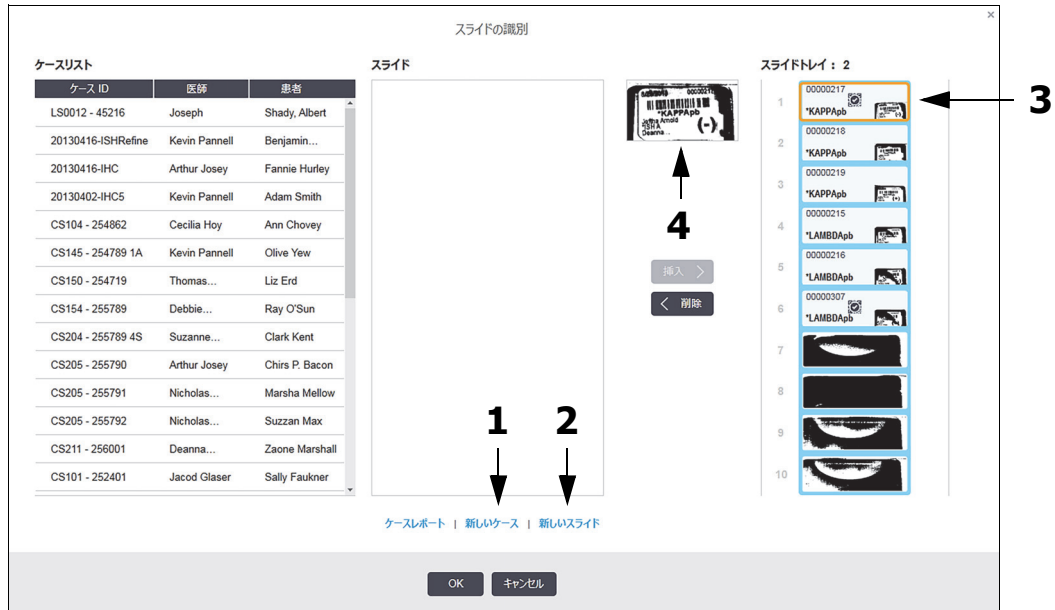 スライドの識別
×
ケースリスト
ケース ID 医師 患者
LS0012 - 45216 Joseph Shady, Albert
20130416-ISHRefine Kevin Pannell Benjamin...
20130416-IHC Arthur Josey Fannie Hurley
20130402-IHC5 Kevin Pannell Adam Smith
CS104 - 254862 Cecilia Hoy Ann Chovey
CS145 - 254789 1A Kevin Pannell Olive Yew
CS150 - 254719 Thomas... Liz Erd
CS154 - 255789 Debbie... Ray O'Sun
CS204 - 255789 4S Suzanne... Clark Kent
CS205 - 255790 Arthur Josey Chirs P. Bacon
CS205 - 255791 Nicholas... Marsha Mellow
CS205 - 255792 Nicholas... Suzzan Max
CS211 - 256001 Deanna... Zaone Marshall
CS101 - 252401 Jacod Glaser Sally Faukner
スライド
1 2
ケースレポート | 新しいケース | 新しいスライド
*KAPPApb
Arnold
*ISH A
Deanna...
(-)
4
挿入 >
< 削除
スライドトレイ : 2
1 00000217
*KAPPApb
3
2 00000218
*KAPPApb
3 00000219
*KAPPApb
4 00000215
*LAMBDApb
5 00000216
*LAMBDApb
6 00000307
*LAMBDApb
7
8
9
10
OK キャンセル